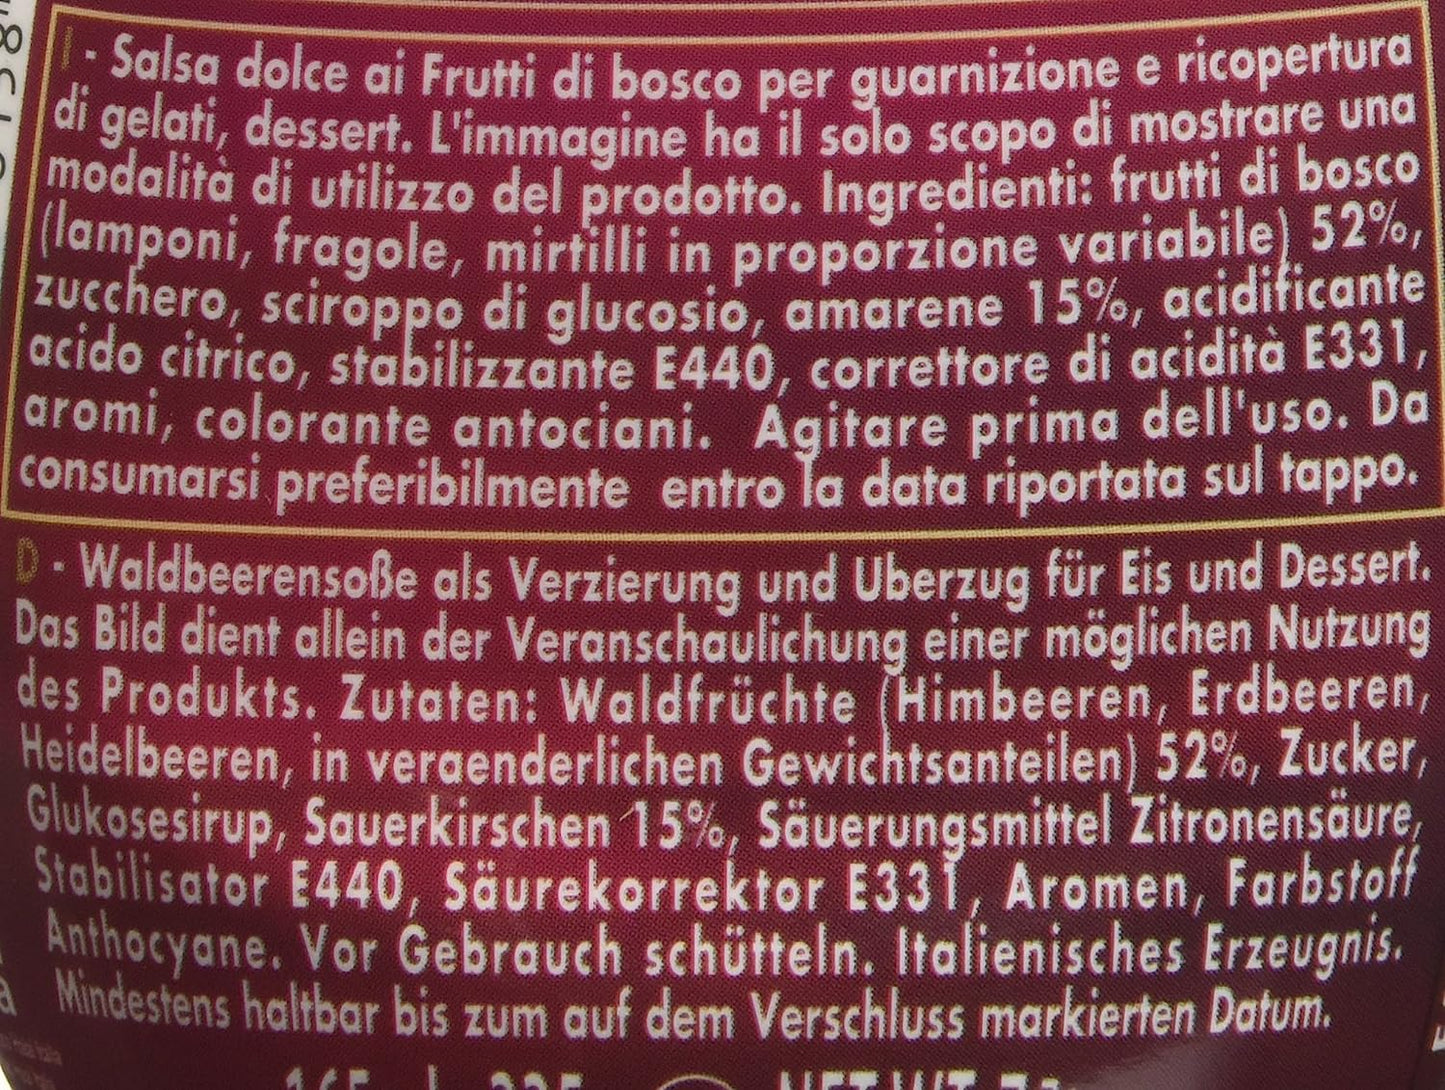 I - Salsa dolce ai Frutti di bosco per guarnizione e ricopertura
di gelati, dessert. L'immagine ha il solo scopo di mostrare una
modalità di utilizzo del prodotto. Ingredienti: frutti di bosco
(lamponi, fragole, mirtilli in proporzione variabile) 52%,
zucchero, sciroppo di glucosio, amarene 15%, acidificante
acido citrico, stabilizzante E440, correttore di acidità E331,
aromi, colorante antociani. Agitare prima dell'uso. Da
consumarsi preferibilmente entro la data riportata sul tappo.
D - Waldbeerensoße als Verzierung und Uberzug für Eis und Dessert.
Das Bild dient allein der Veranschaulichung einer möglichen Nutzung
des Produkts. Zutaten: Waldfrüchte (Himbeeren, Erdbeeren,
Heidelbeeren, in veraenderlichen Gewichtsanteilen) 52%, Zucker,
Glukosesirup, Sauerkirschen 15%, Säuerungsmittel Zitronensäure,
Stabilisator E440, Säurekorrektor E331, Aromen, Farbstoff
Anthocyane. Vor Gebrauch schütteln. Italienisches Erzeugnis.
Mindestens haltbar bis zum auf dem Verschluss markierten Datum.